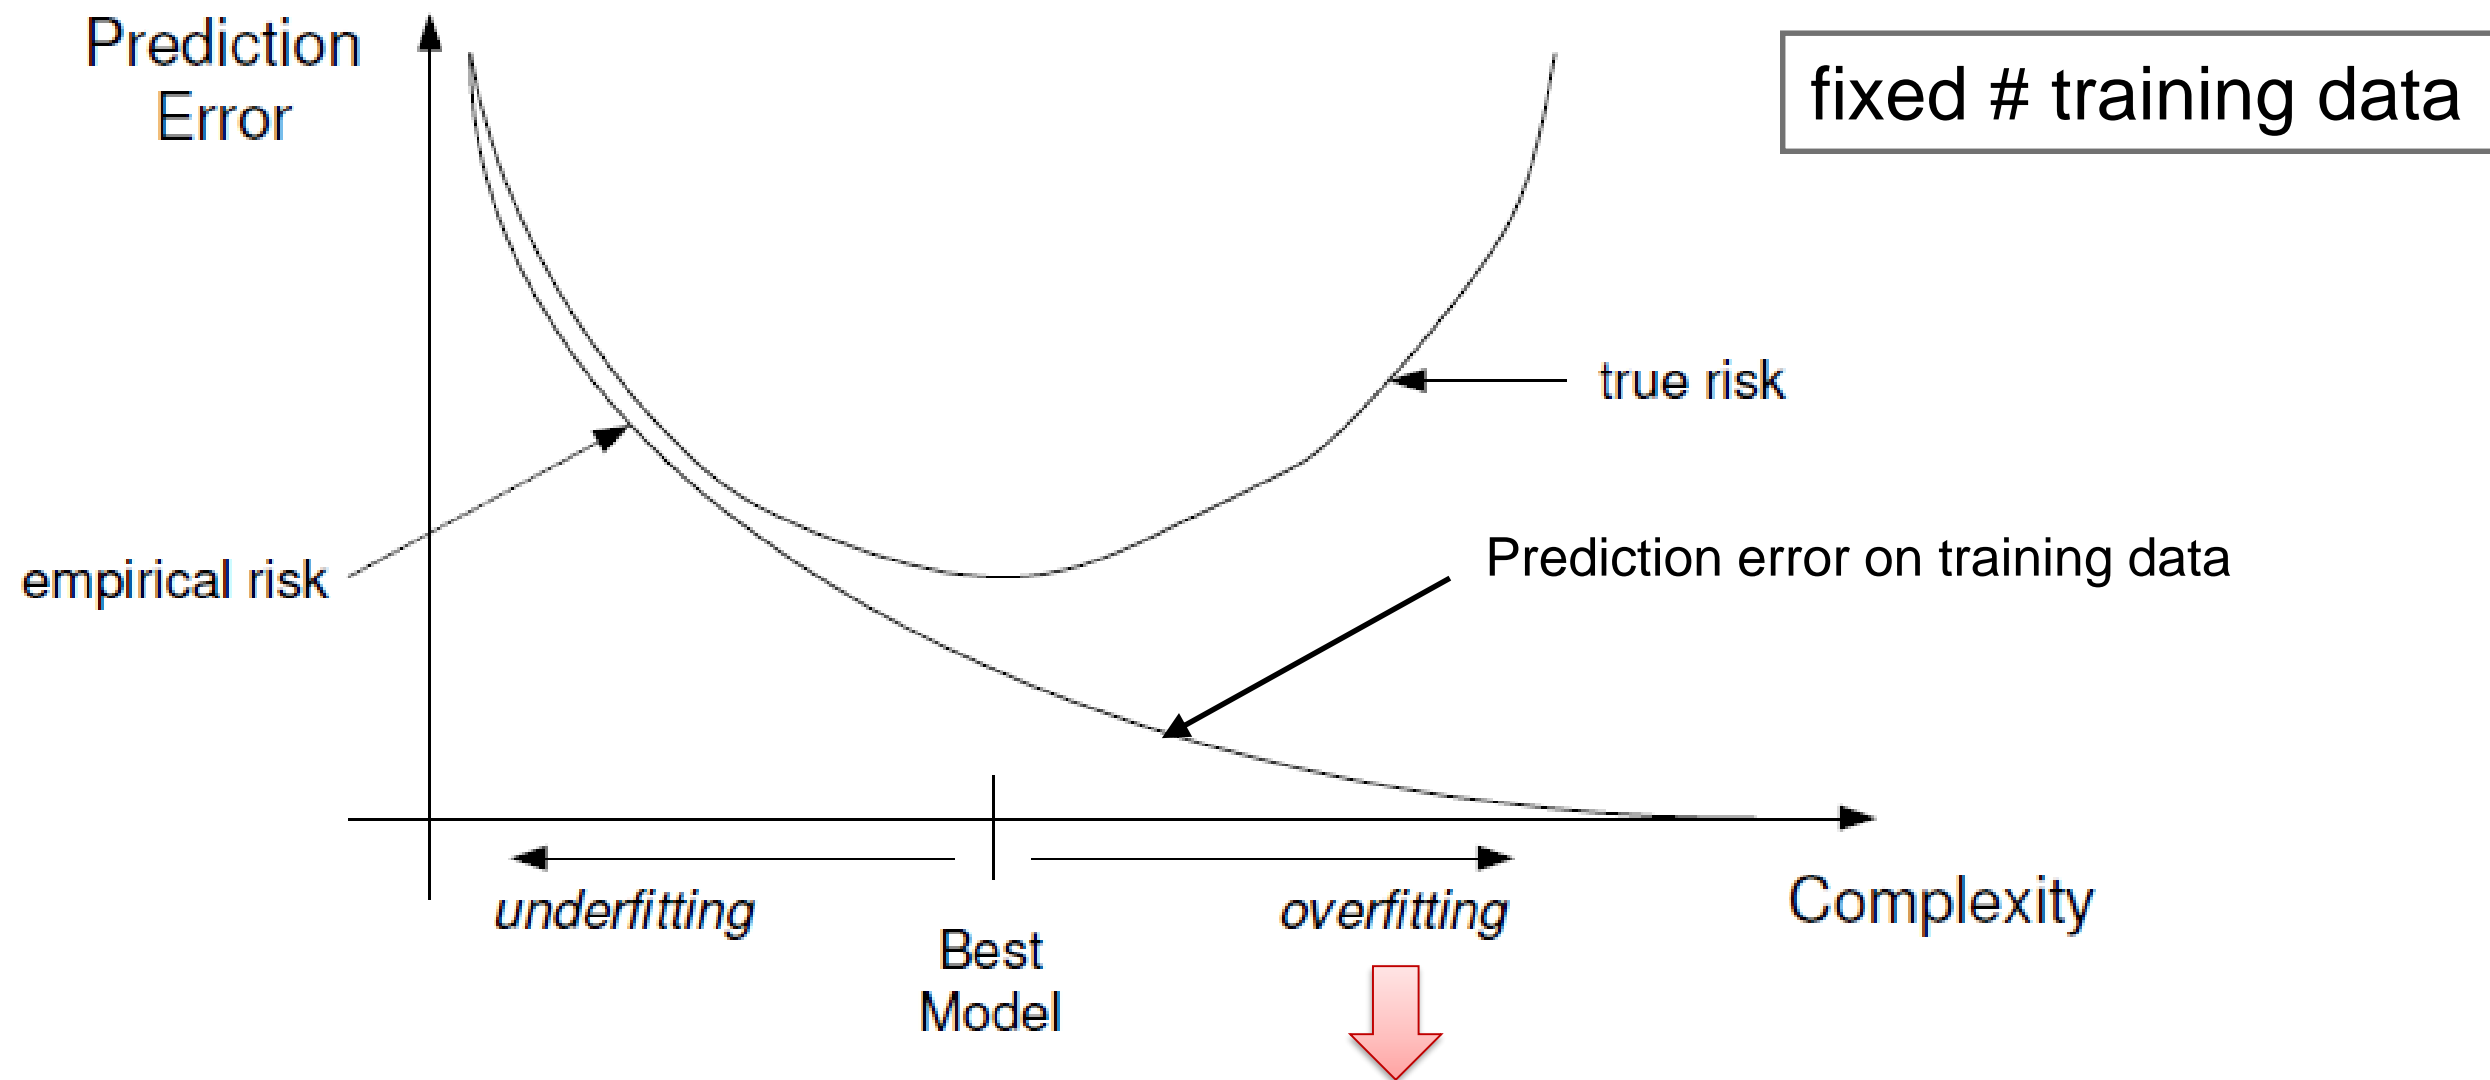 Prediction
Error
fixed # training data
true risk
Prediction error on training data
empirical risk
underfitting
overfitting
Complexity
Best
Model